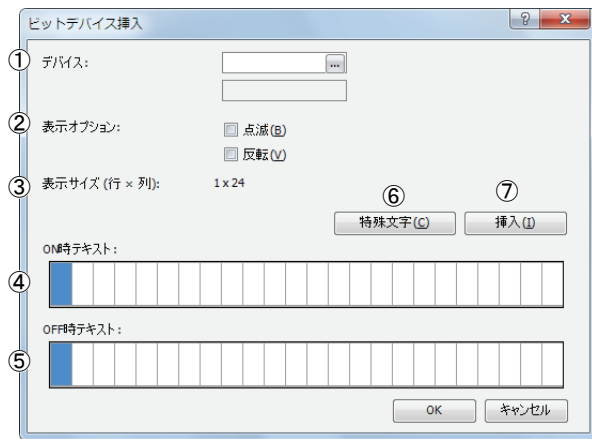 ビットデバイス挿入
? X
① デバイス: ...
② 表示オプション: 点滅(B)
反転(V)
③ 表示サイズ (行 × 列): 1 x 24
⑥ ⑦
特殊文字(C) 挿入(I)
ON時テキスト:
④
OFF時テキスト:
⑤
OK キャンセル